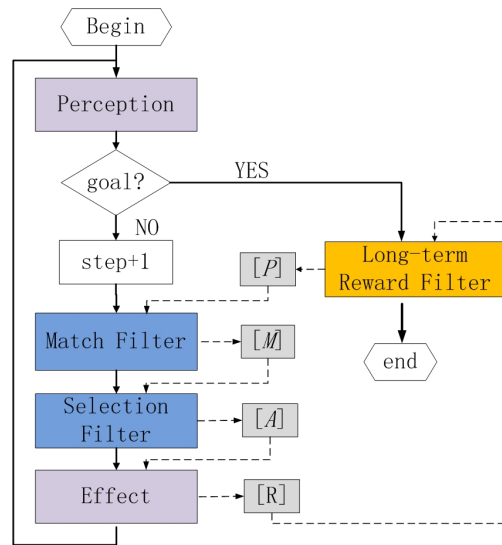 Begin
Perception
goal?
YES
NO
step+1
[P]
Long-term
Reward Filter
Match Filter
[M]
end
Selection
Filter
[A]
Effect
[R]